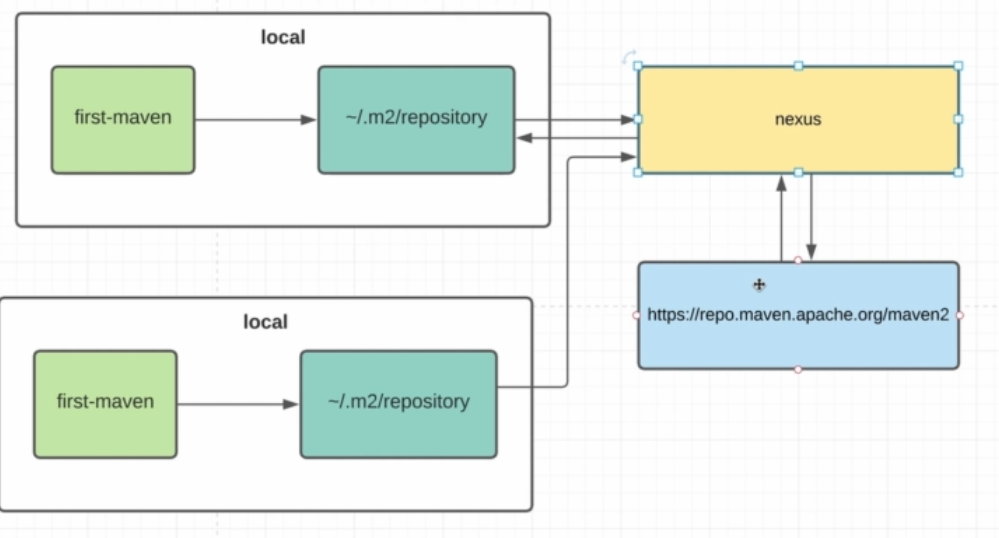 local
first-maven
~/.m2/repository
nexus
https://repo.maven.apache.org/maven2
local
first-maven
~/.m2/repository